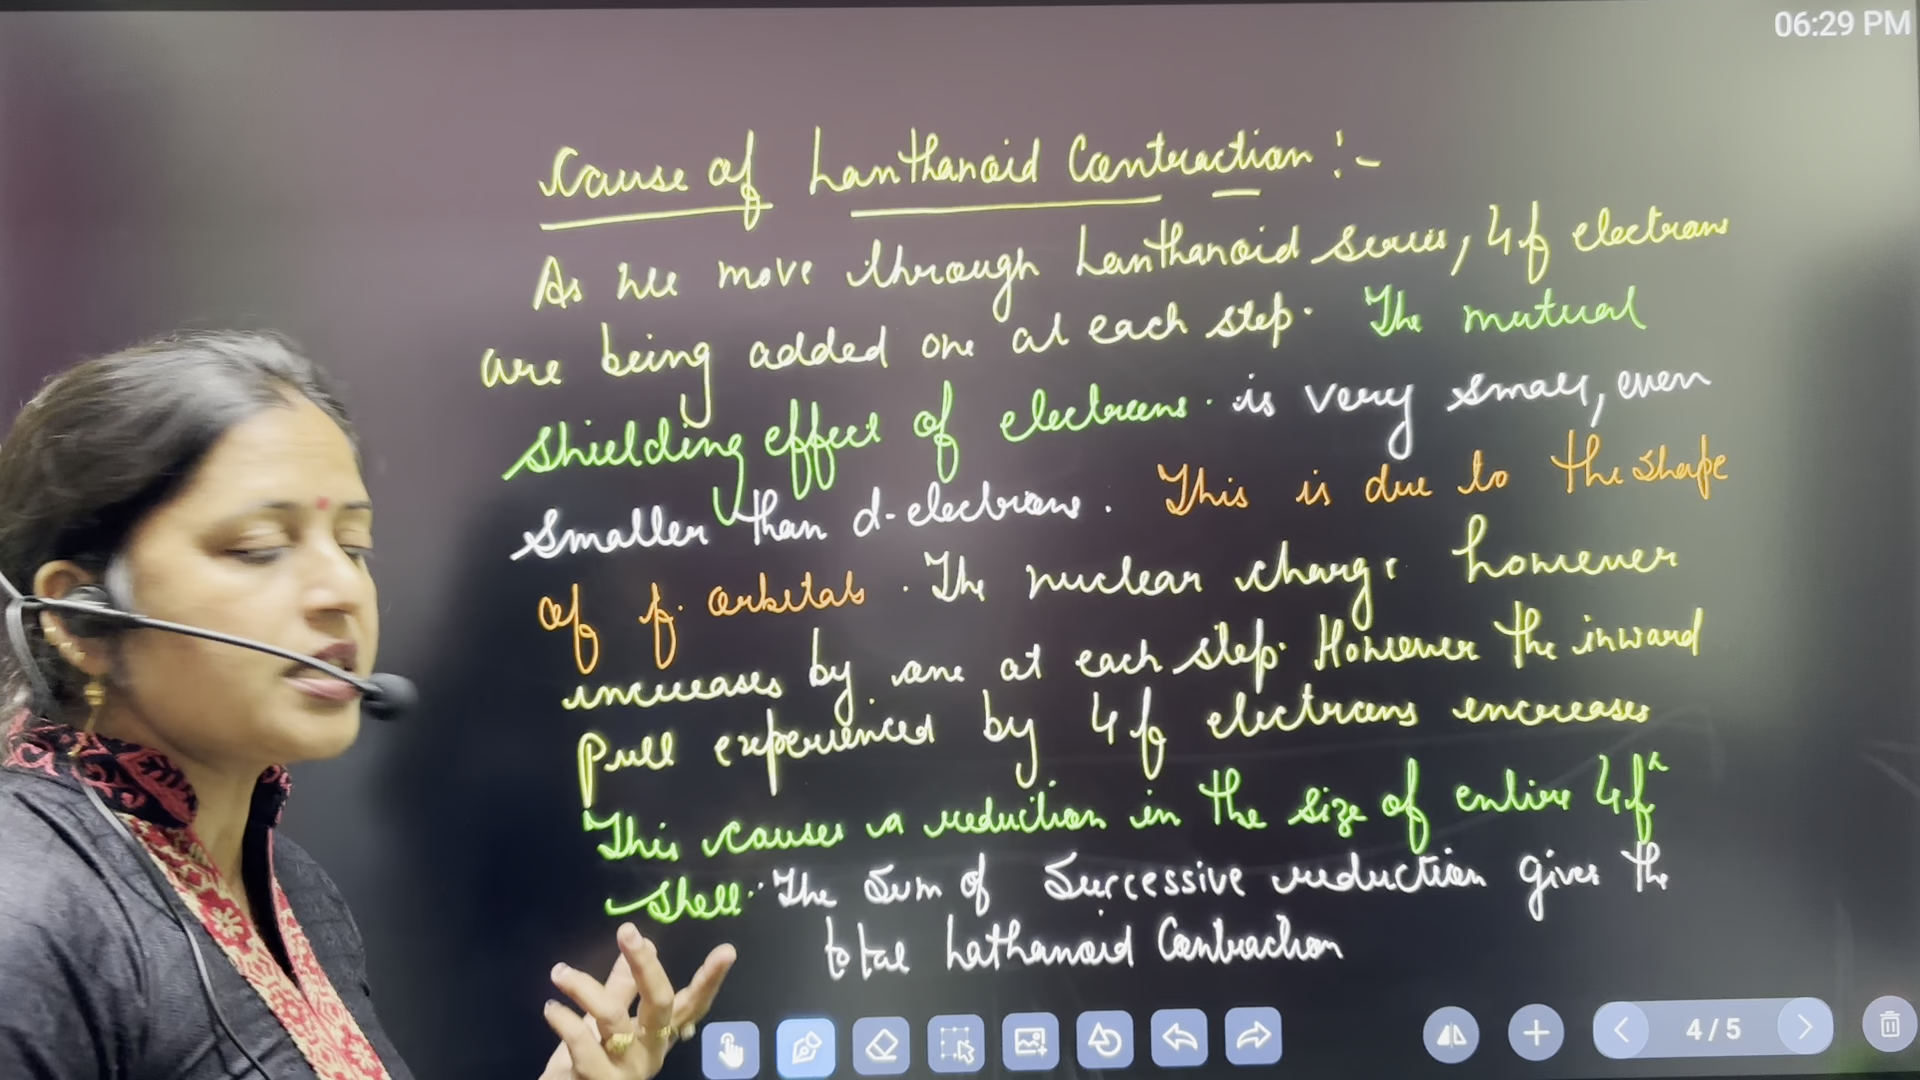 06:29 PM
Cause of Lanthanoid Contraction :-
As we move through Lanthanoid series, 4f electrons
are being added one at each step. The mutual
shielding effect of electrons. is very small, even
smaller than d-electrons. This is due to the shape
of f. orbitals. The nuclear charge however
increases by one at each step. However the inward
pull experienced by 4f electrons increases
This causes a reduction in the size of entire 4f
shell. The sum of successive reduction gives the
total Lathanoid Contraction
4/5